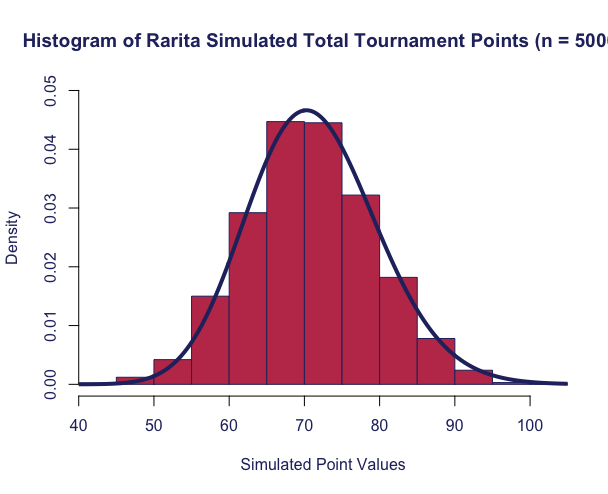 Histogram of Rarita Simulated Total Tournament Points (n = 500
Density
0.05
0.04
0.03
0.02
0.01
0.00
40 50 60 70 80 90 100
Simulated Point Values